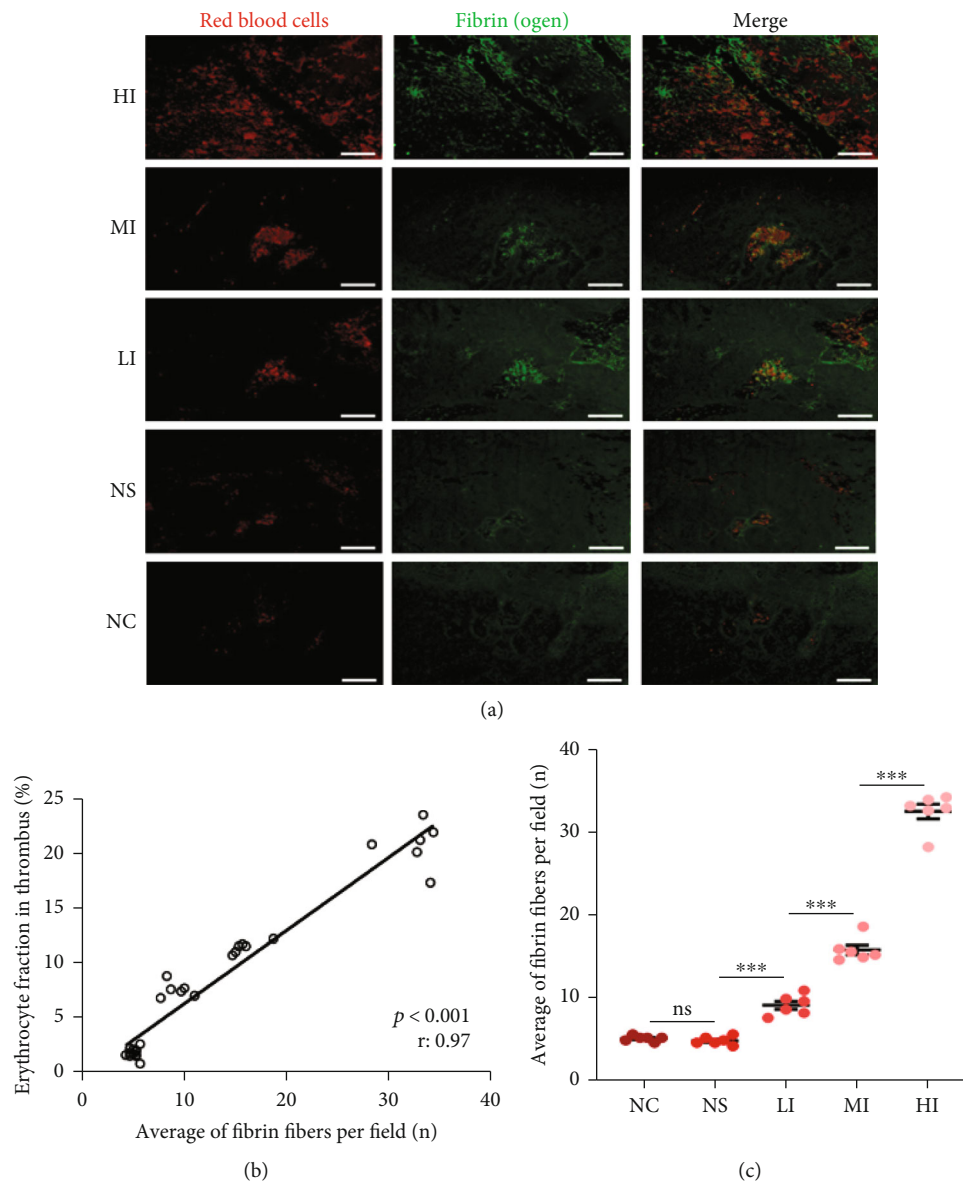 Red blood cells Fibrin (ogen) Merge
HI
MI
LI
NS
NC
(a)
Erythrocyte fraction in thrombus (%)
25
20
15
10
5
0
0 10 20 30 40
p < 0.001
r: 0.97
Average of fibrin fibers per field (n)
(b)
Average of fibrin fibers per field (n)
40
30
20
10
0
ns
***
***
***
NC NS LI MI HI
(c)